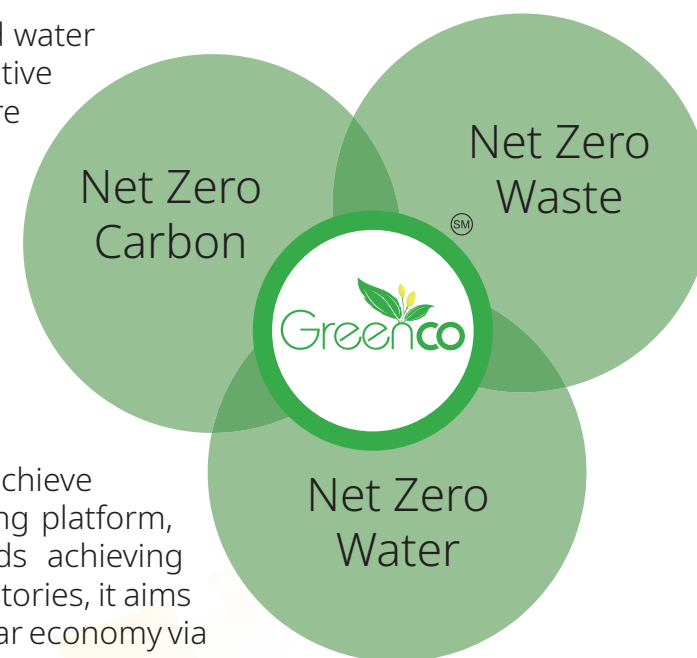 d water
tive
re
Net Zero
Carbon
Net Zero
Waste
SM
Greenco
Net Zero
Water
chieve
ng platform,
ds achieving
stories, it aims
ar economy via